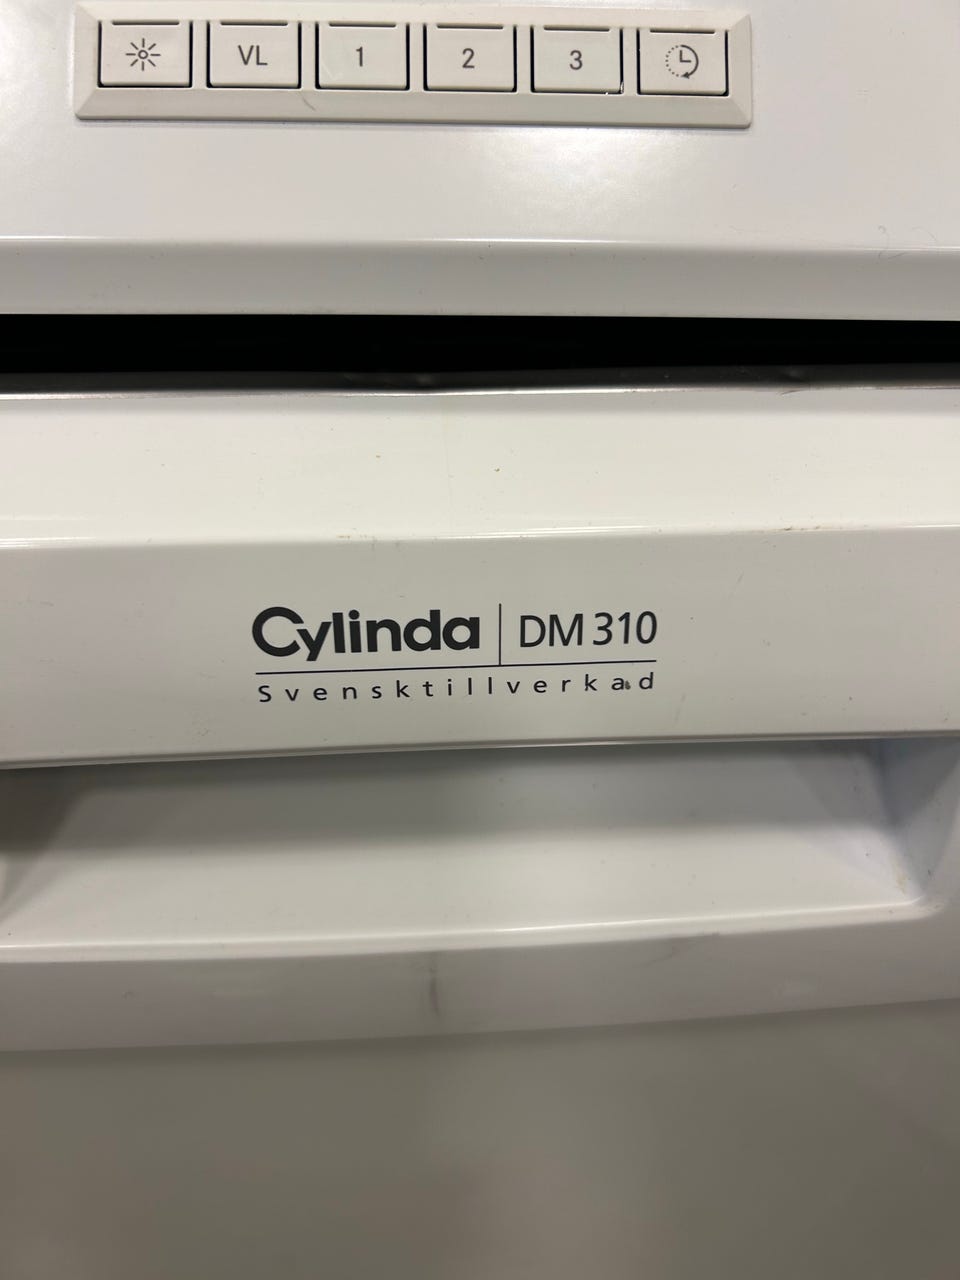 VL 1 2 3
Cylinda DM 310
Svensktillverkad